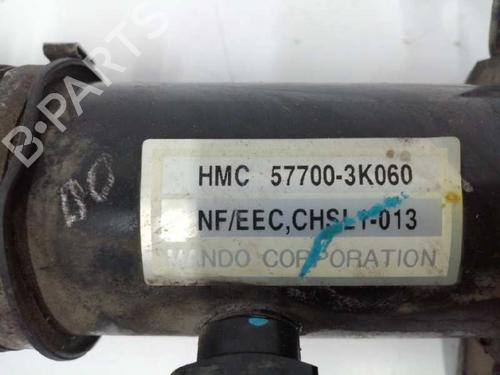 B-PARTS
HMC 57700-3K060
NF/EEC,CHSL1-013
MANDO CORPORATION